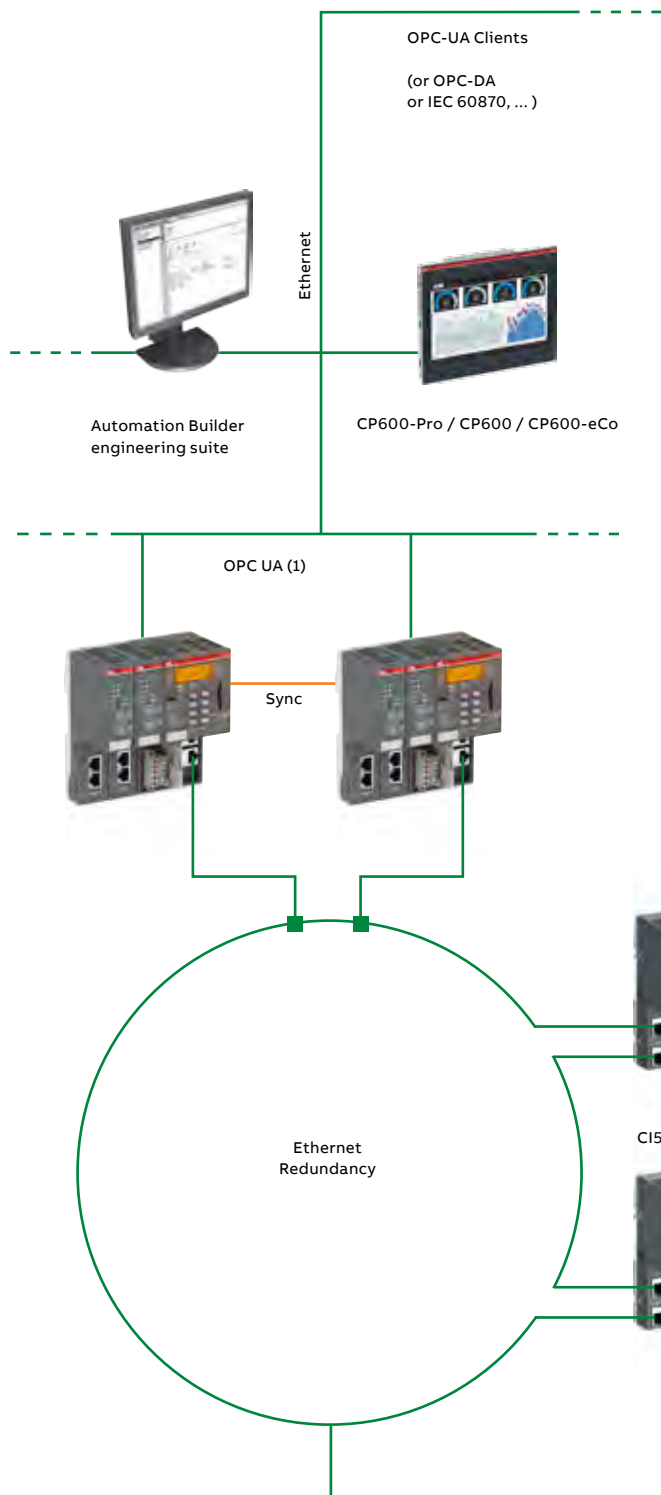 OPC-UA Clients
(or OPC-DA
or IEC 60870, ... )
Ethernet
Automation Builder
engineering suite
CP600-Pro / CP600 / CP600-eCo
OPC UA (1)
Sync
CI5
Ethernet
Redundancy